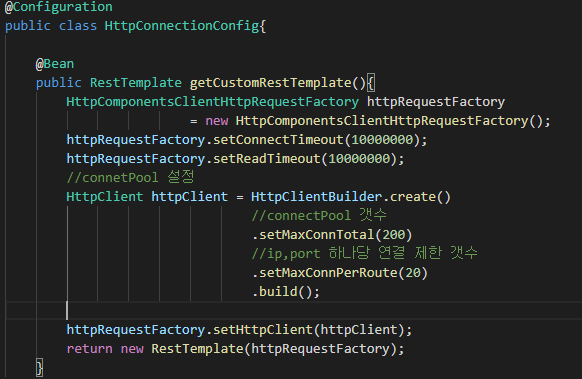 @Configuration
public class HttpConnectionConfig{
@Bean
public RestTemplate getCustomRestTemplate(){
HttpComponentsClientHttpRequestFactory httpRequestFactory
= new HttpComponentsClientHttpRequestFactory();
httpRequestFactory.setConnectTimeout(10000000);
httpRequestFactory.setReadTimeout(10000000);
//connetPool 설정
HttpClient httpClient = HttpClientBuilder.create()
//connectPool 갯수
.setMaxConnTotal(200)
//ip,port 하나당 연결 제한 갯수
.setMaxConnPerRoute(20)
.build();
httpRequestFactory.setHttpClient(httpClient);
return new RestTemplate(httpRequestFactory);
}